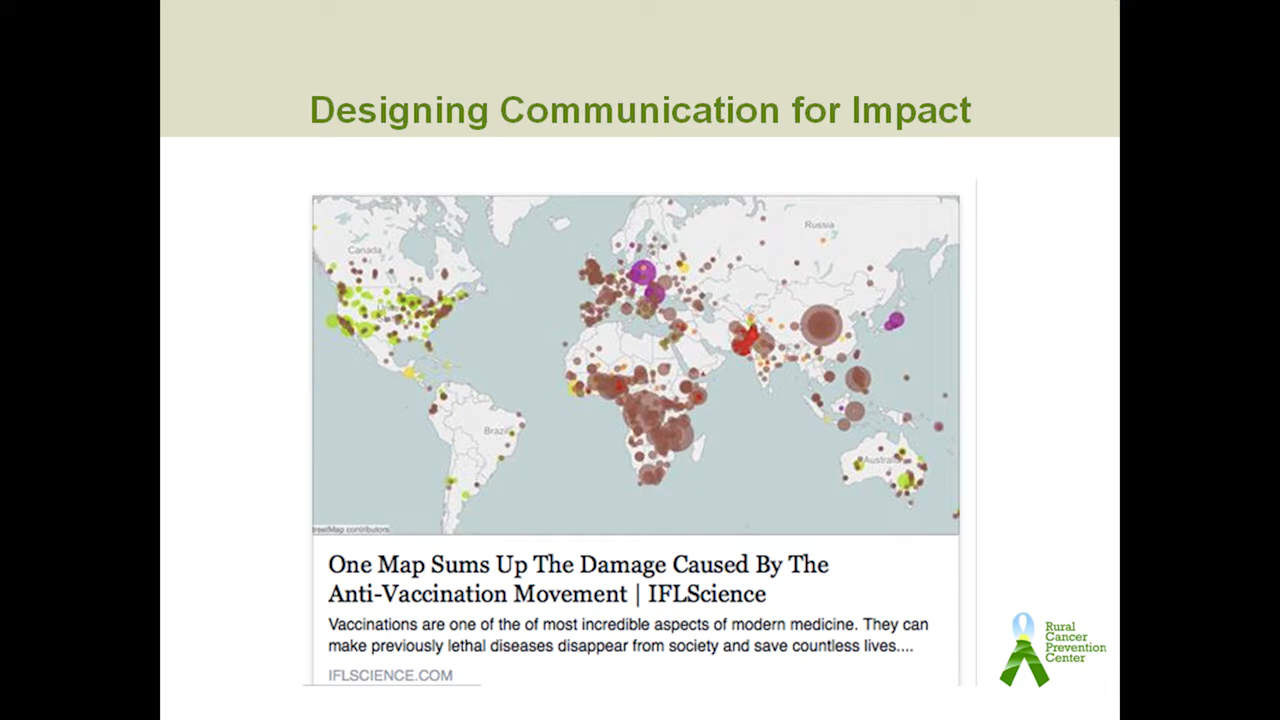 Designing Communication for Impact
Canada
Russia
Brazil
Australia
treetMap contributors
One Map Sums Up The Damage Caused By The
Anti-Vaccination Movement | IFLScience
Vaccinations are one of the of most incredible aspects of modern medicine. They can
make previously lethal diseases disappear from society and save countless lives....
IFLSCIENCE.COM
Rural
Cancer
Prevention
Center